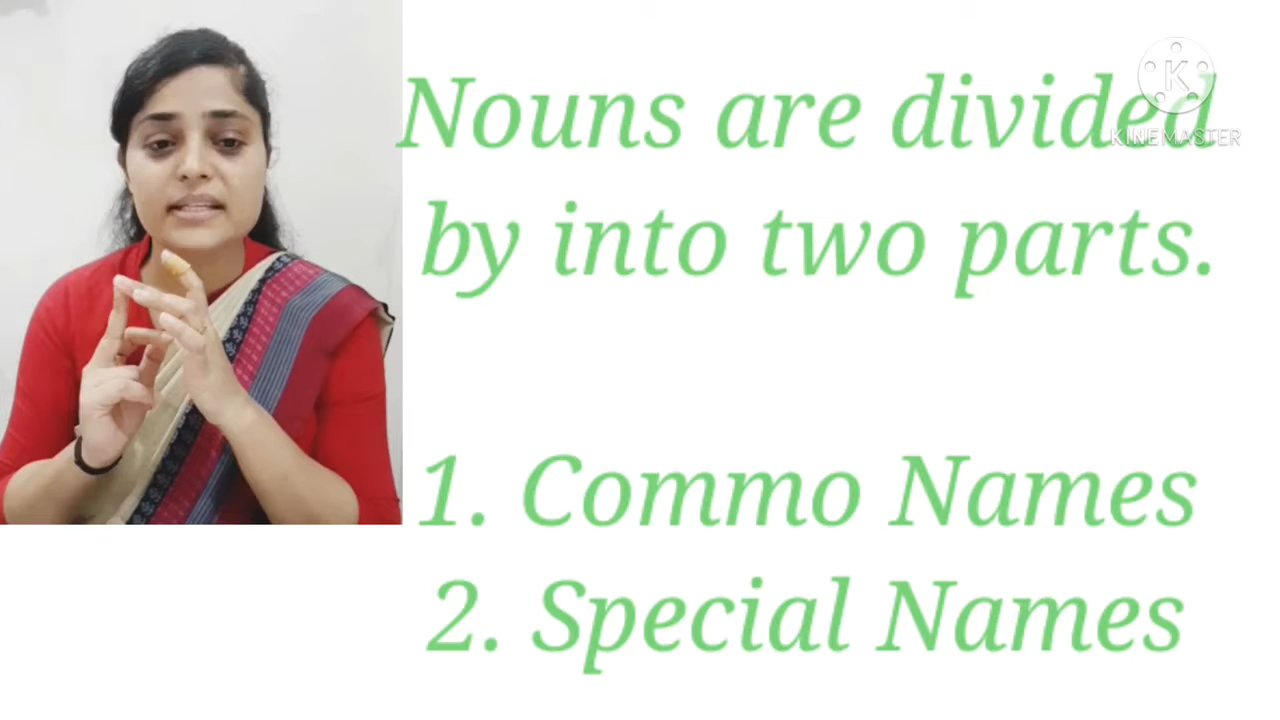 Nouns are divided
KINEMASTER
by into two parts.
1. Commo Names
2. Special Names